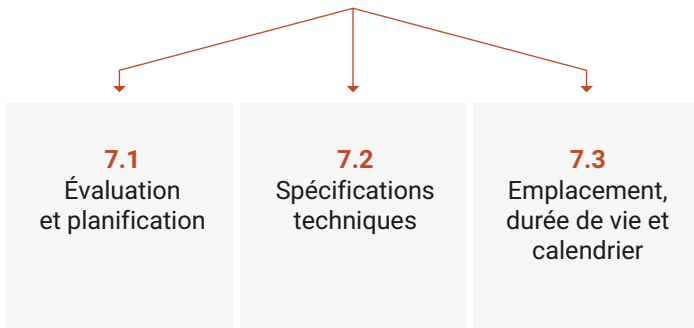 7.1
Évaluation
et planification
7.2
Spécifications
techniques
7.3
Emplacement,
durée de vie et
calendrier